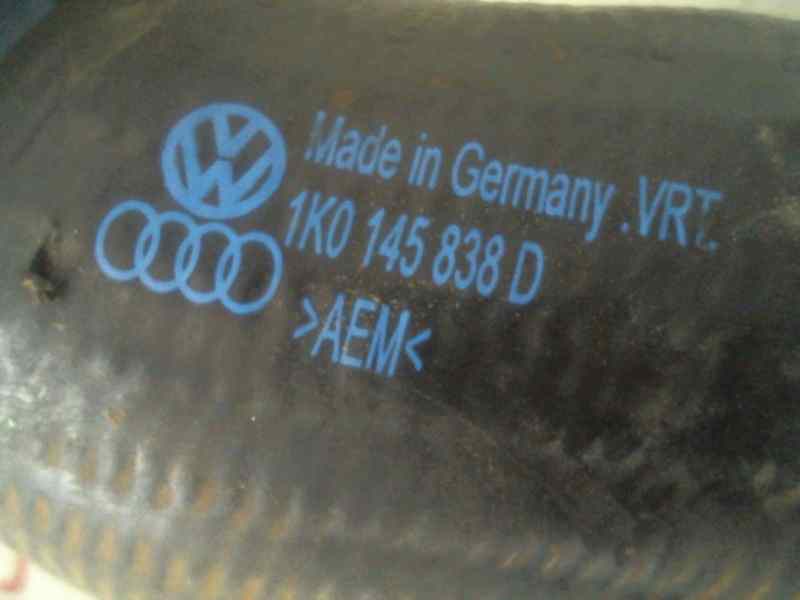 Made in Germany .VRT.
1K0 145 838 D
>AEM<